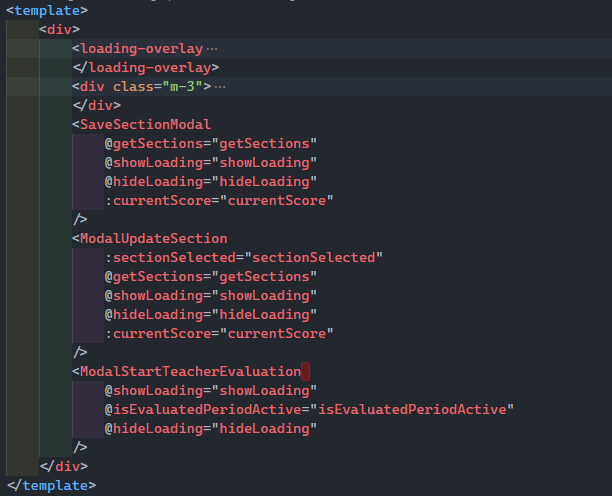 <template>
<div>
<loading-overlay···
</loading-overlay>
<div class="m-3">···
</div>
<SaveSectionModal
@getSections="getSections"
@showLoading="showLoading"
@hideLoading="hideLoading"
:currentScore="currentScore"
/>
<ModalUpdateSection
:sectionSelected="sectionSelected"
@getSections="getSections"
@showLoading="showLoading"
@hideLoading="hideLoading"
:currentScore="currentScore"
/>
<ModalStartTeacherEvaluation
@showLoading="showLoading"
@isEvaluatedPeriodActive="isEvaluatedPeriodActive"
@hideLoading="hideLoading"
/>
</div>
</template>